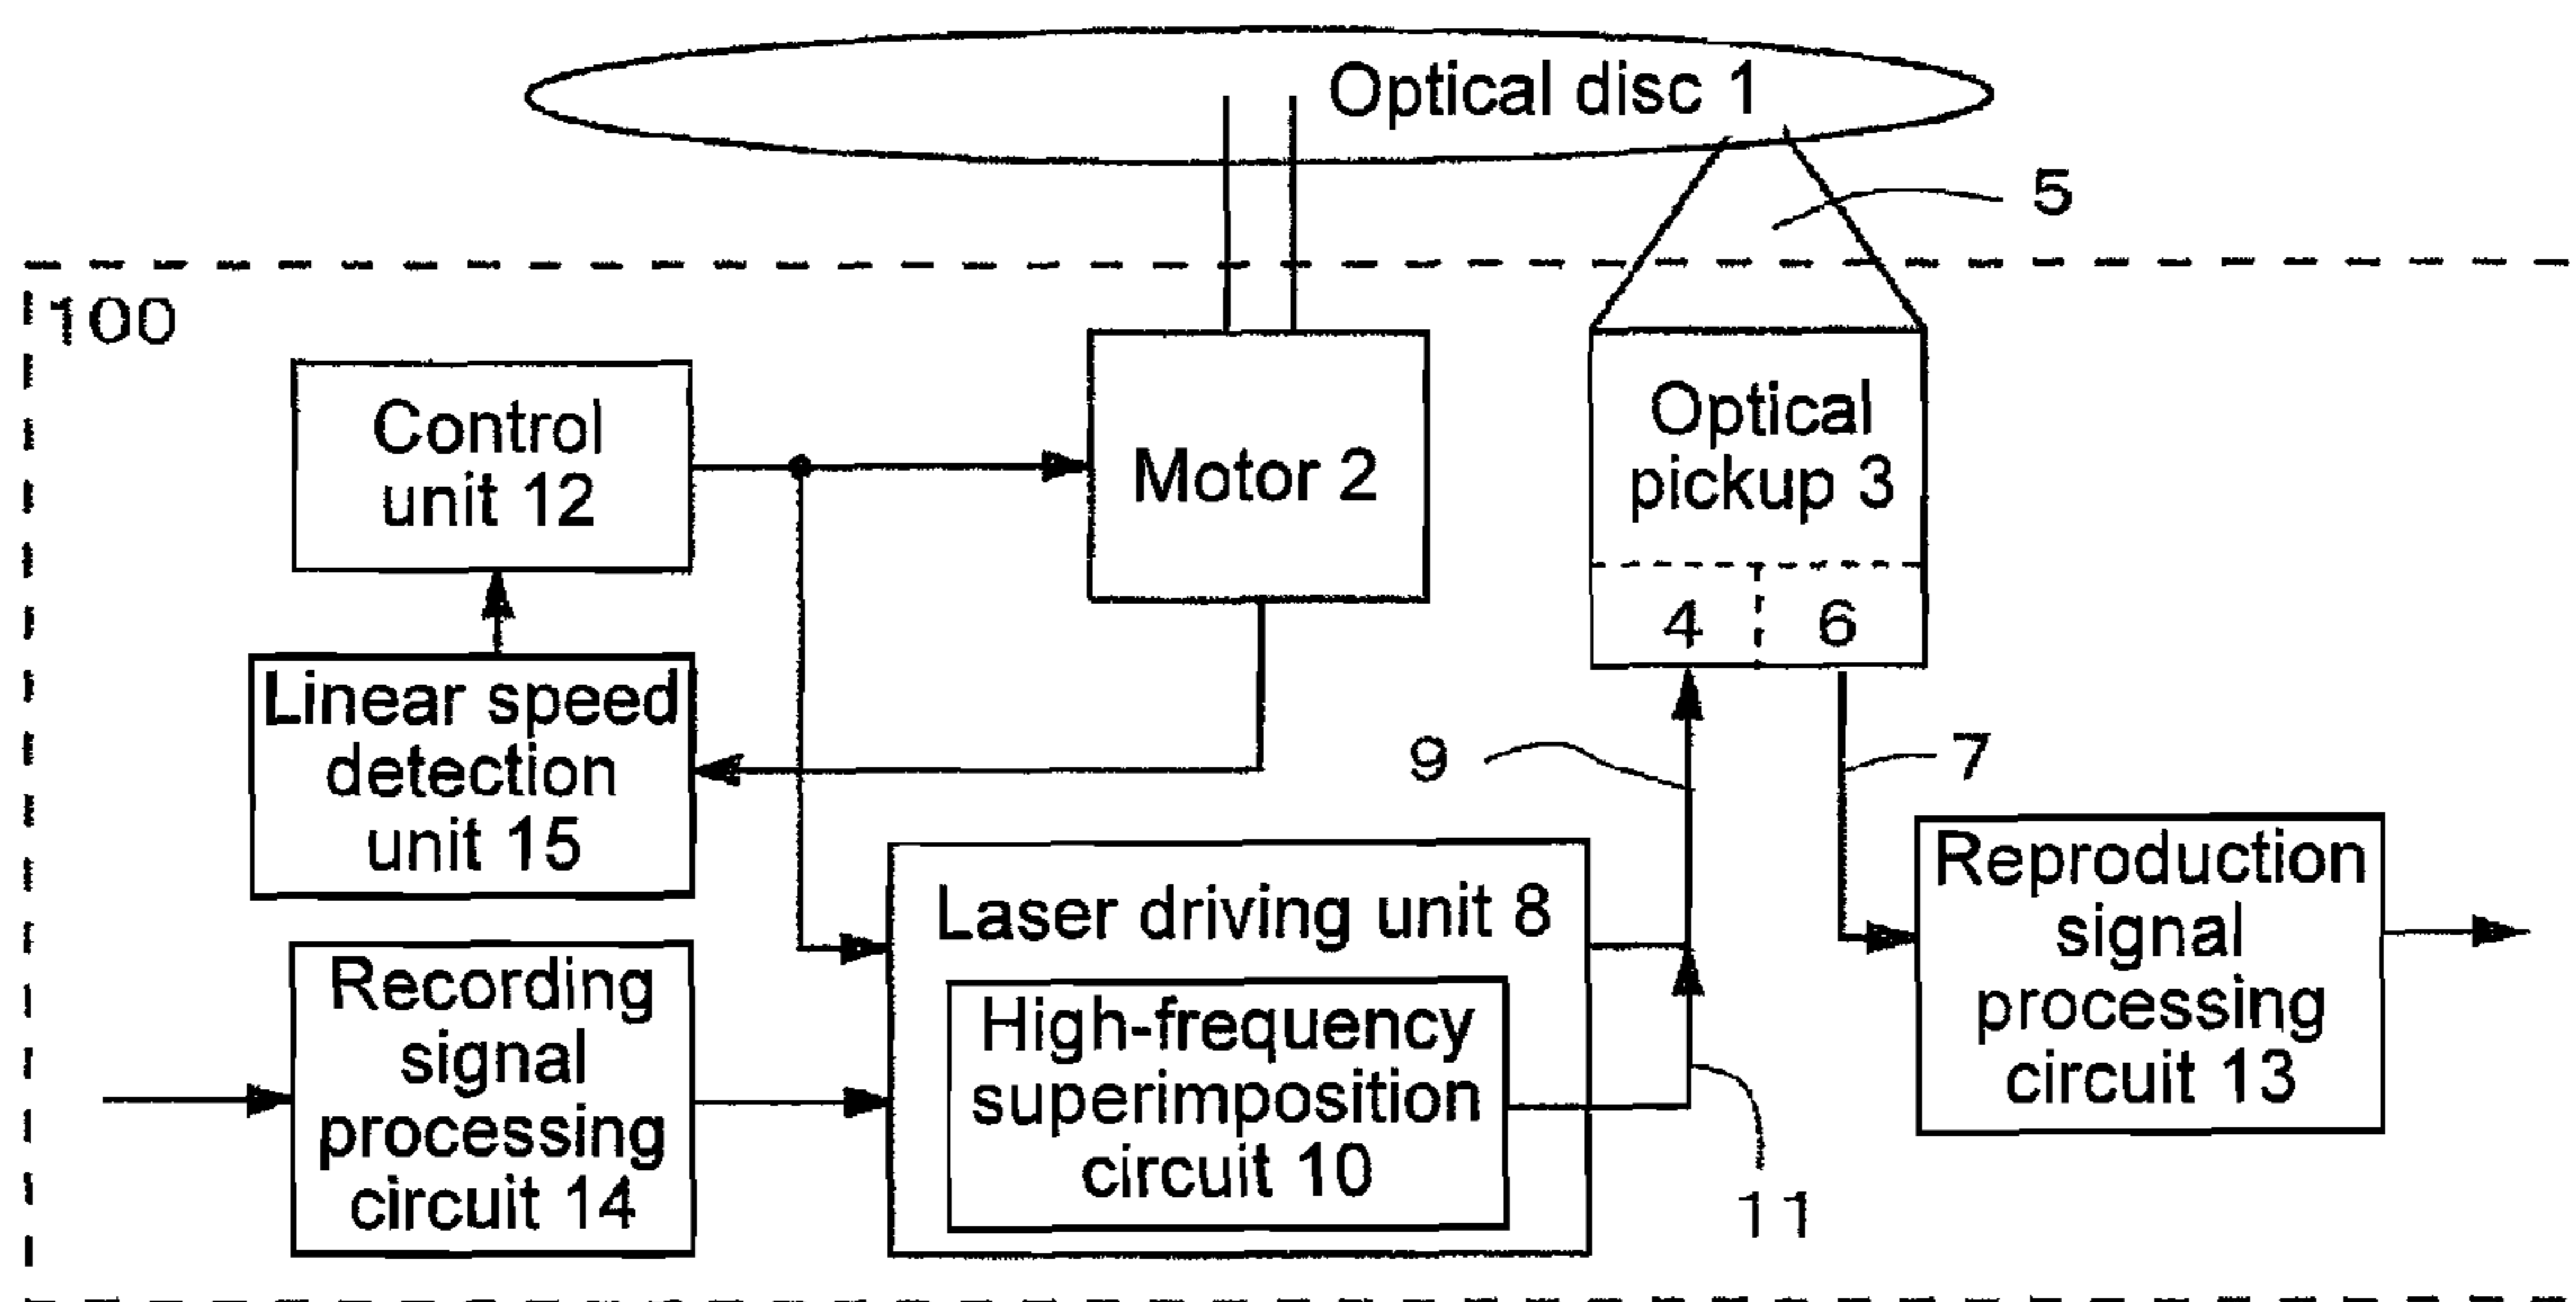 Optical disc 1
5
100
Control
unit 12
Motor 2
Optical
pickup 3
4
6
Linear speed
detection
unit 15
9
7
Laser driving unit 8
High-frequency
superimposition
circuit 10
11
Reproduction
signal
processing
circuit 13
Recording
signal
processing
circuit 14